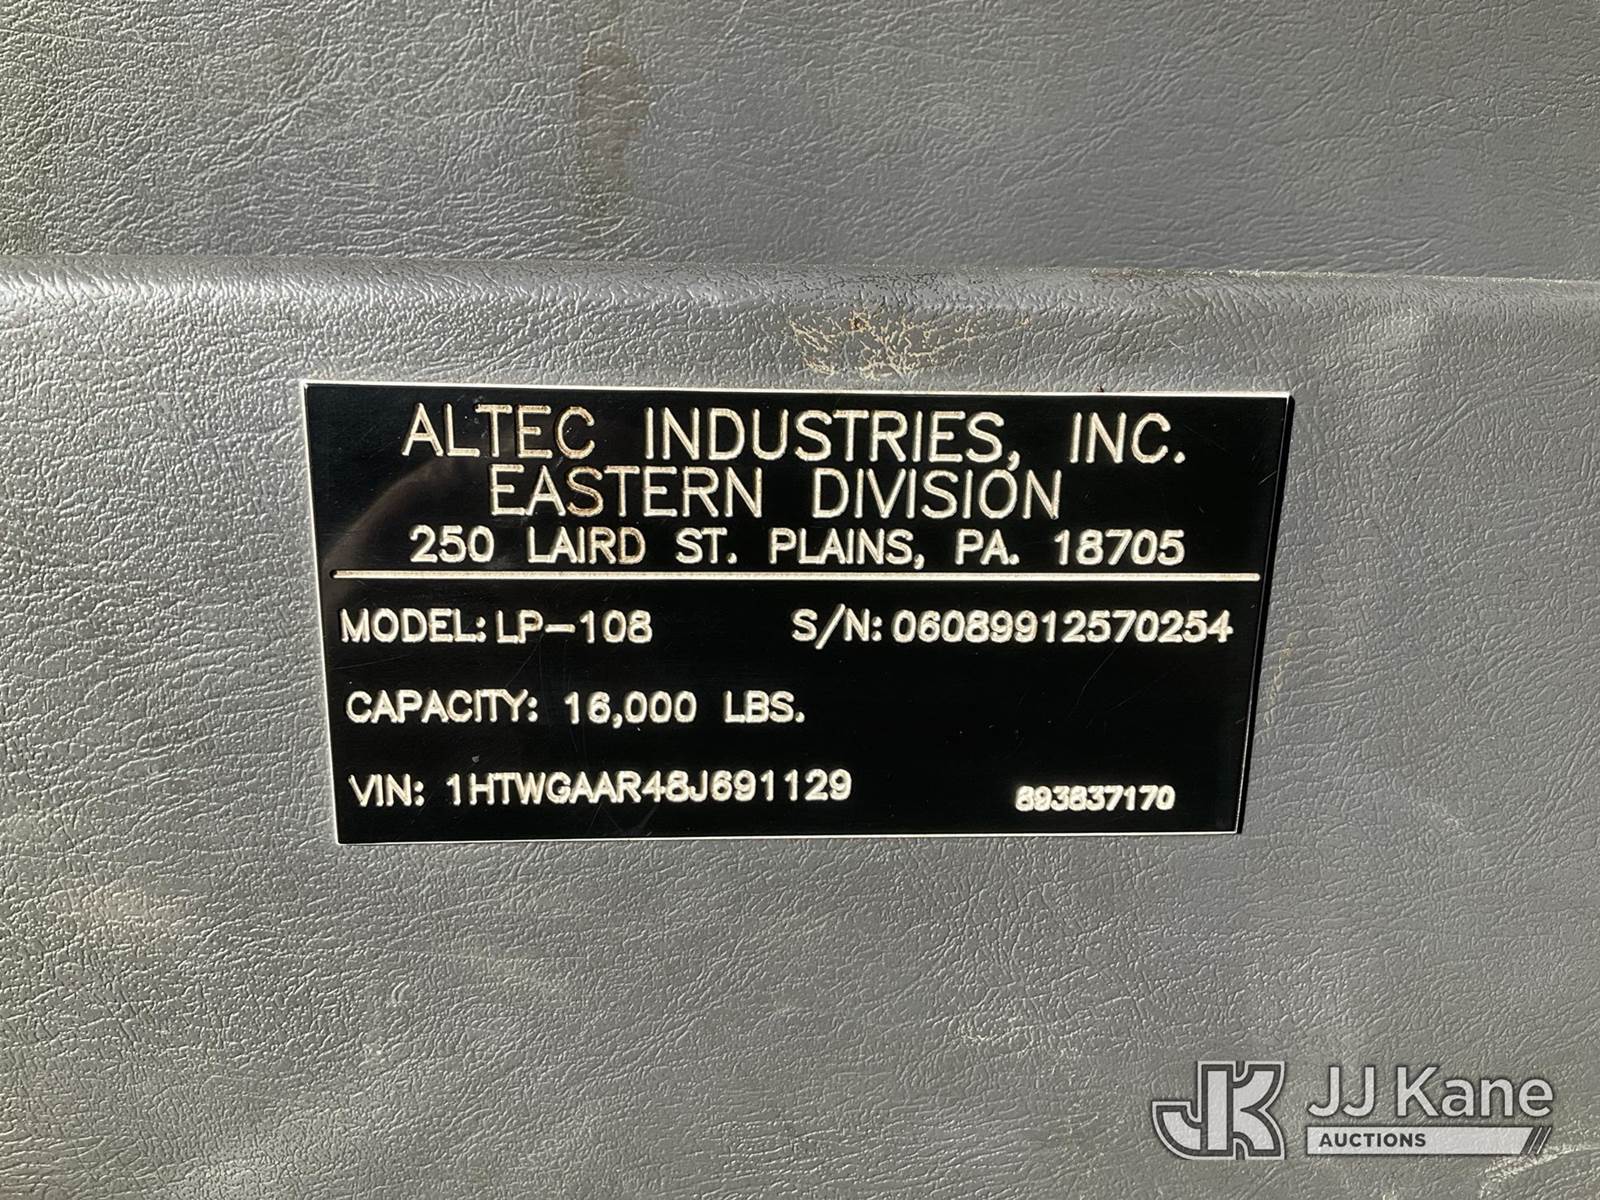 ALTEC INDUSTRIES, INC.
EASTERN DIVISION
250 LAIRD ST. PLAINS, PA. 18705
MODEL: LP-108 S/N: 06089912570254
CAPACITY: 16,000 LBS.
VIN: 1HTWGAAR48J691129 893837170
JK JJ Kane
AUCTIONS